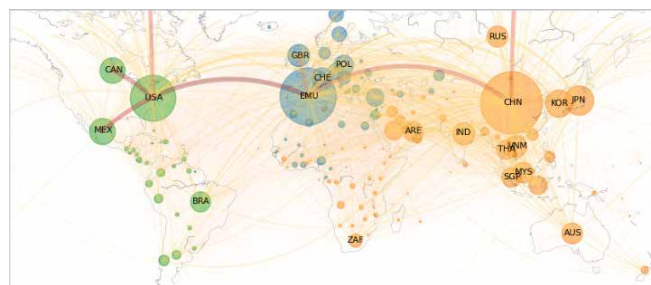 RUS
GBR
POL
CAN
CHE
USA
EMU
CHN
KOR
JPN
MEX
ARE
IND
VNM
THA
MYS
SGP
BRA
AUS
ZAF